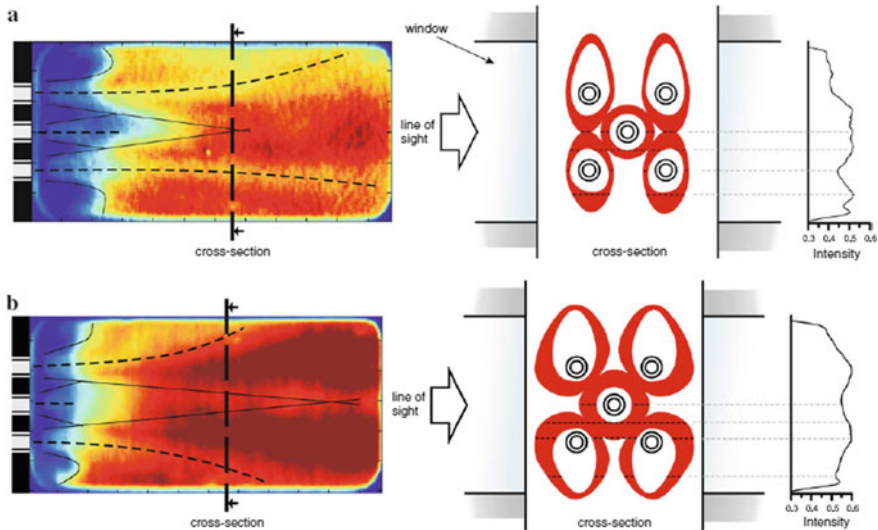 a
window
line of
sight
cross-section
cross-section
0.3 0.4 0.5 0.6
Intensity
b
line of
sight
cross-section
cross-section
0.3 0.4 0.5 0.6
Intensity